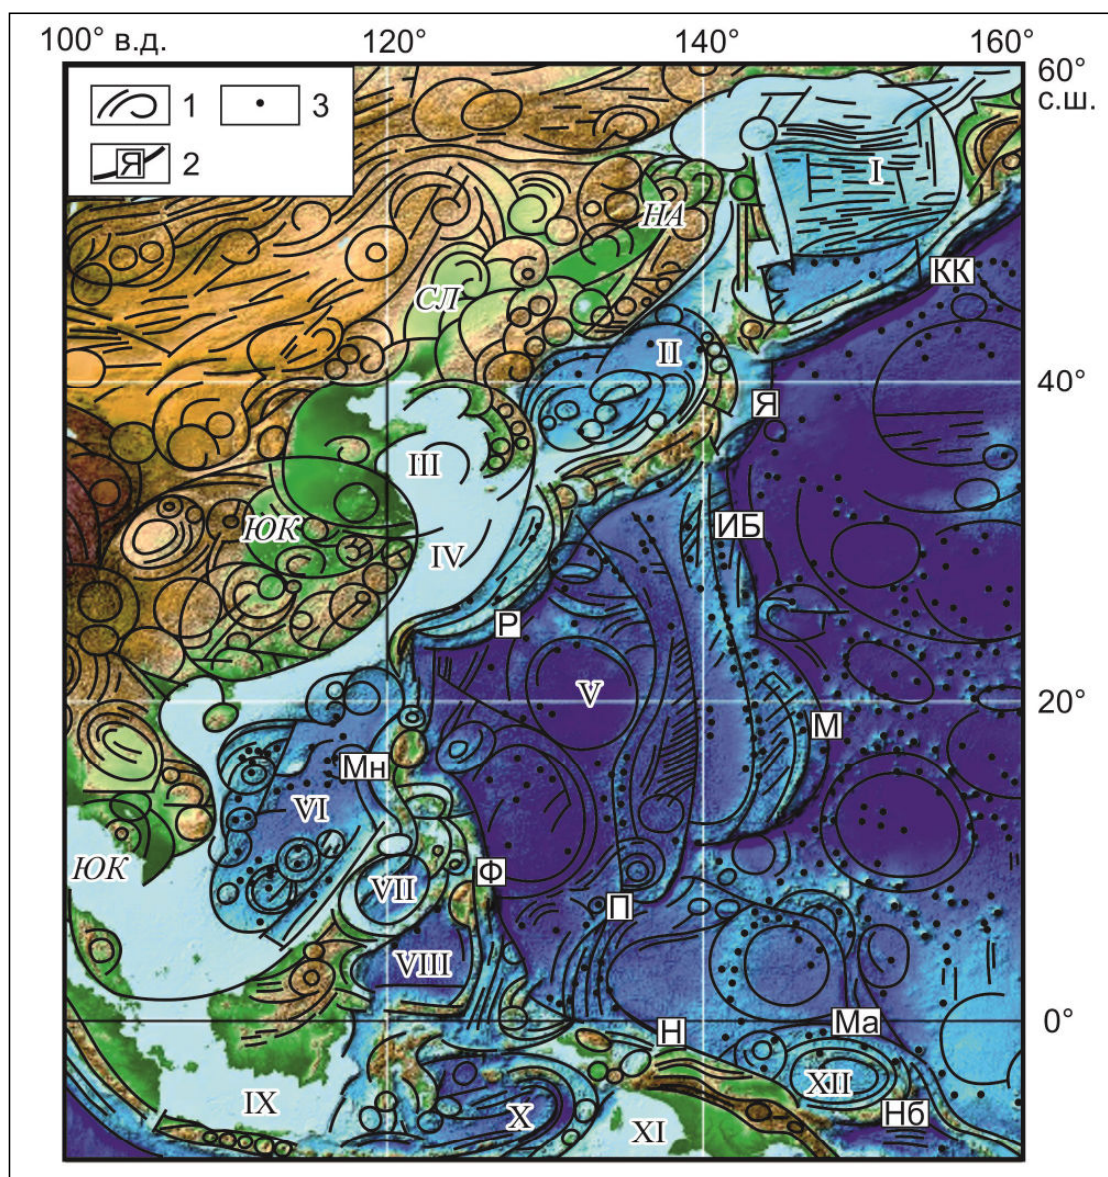 100° в.д. 120° 140° 160°
60°
с.ш.
1 3
Я 2
I
НА
КК
СЛ
II
40°
Я
III
ЮК
ИБ
IV
Р
V
20°
М
Мн
VI
ЮК
VII
Ф
П
VIII
0°
Ма
Н
IX
X
XI
XII
Нб